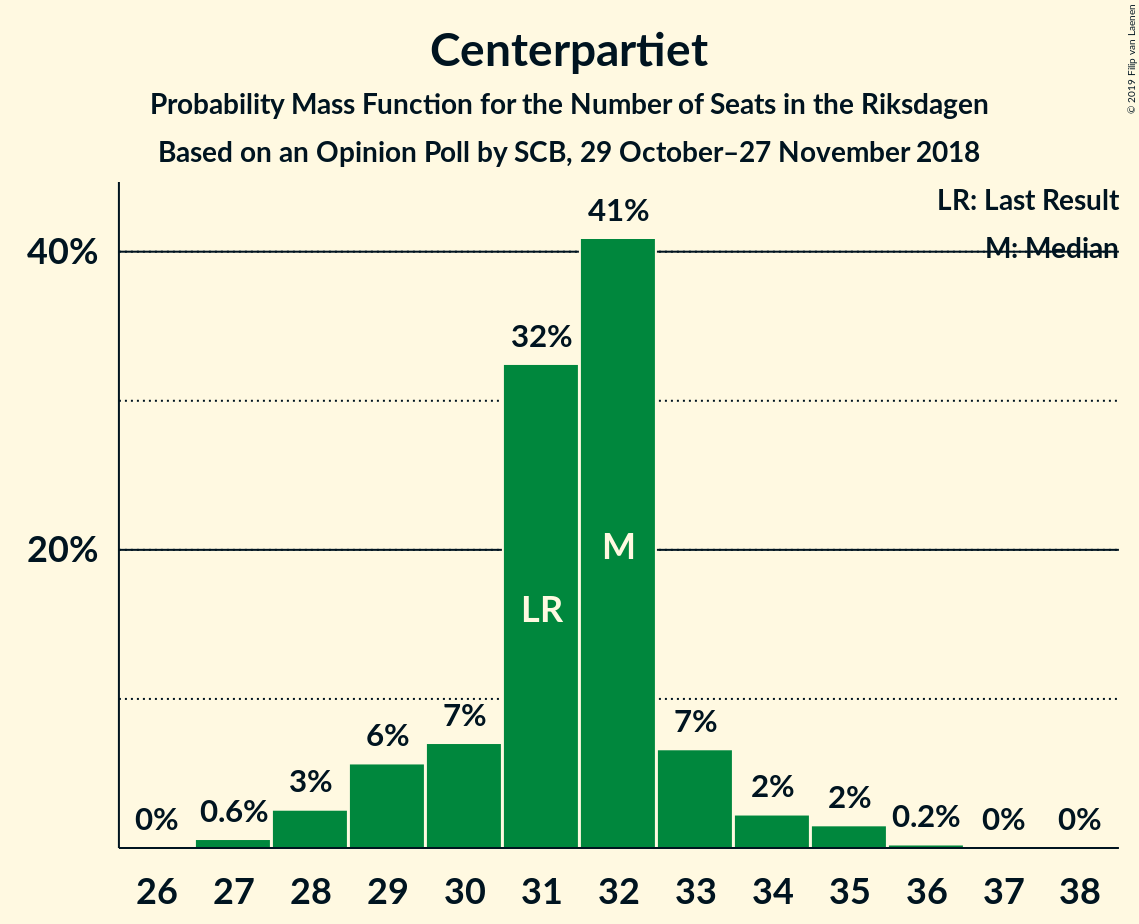 Centerpartiet
Probability Mass Function for the Number of Seats in the Riksdagen
Based on an Opinion Poll by SCB, 29 October–27 November 2018
© 2019 Filip van Laenen
LR: Last Result
M: Median
40%
20%
0%
0.6%
3%
6%
7%
32%
41%
7%
2%
2%
0.2%
0%
0%
LR
M
26 27 28 29 30 31 32 33 34 35 36 37 38